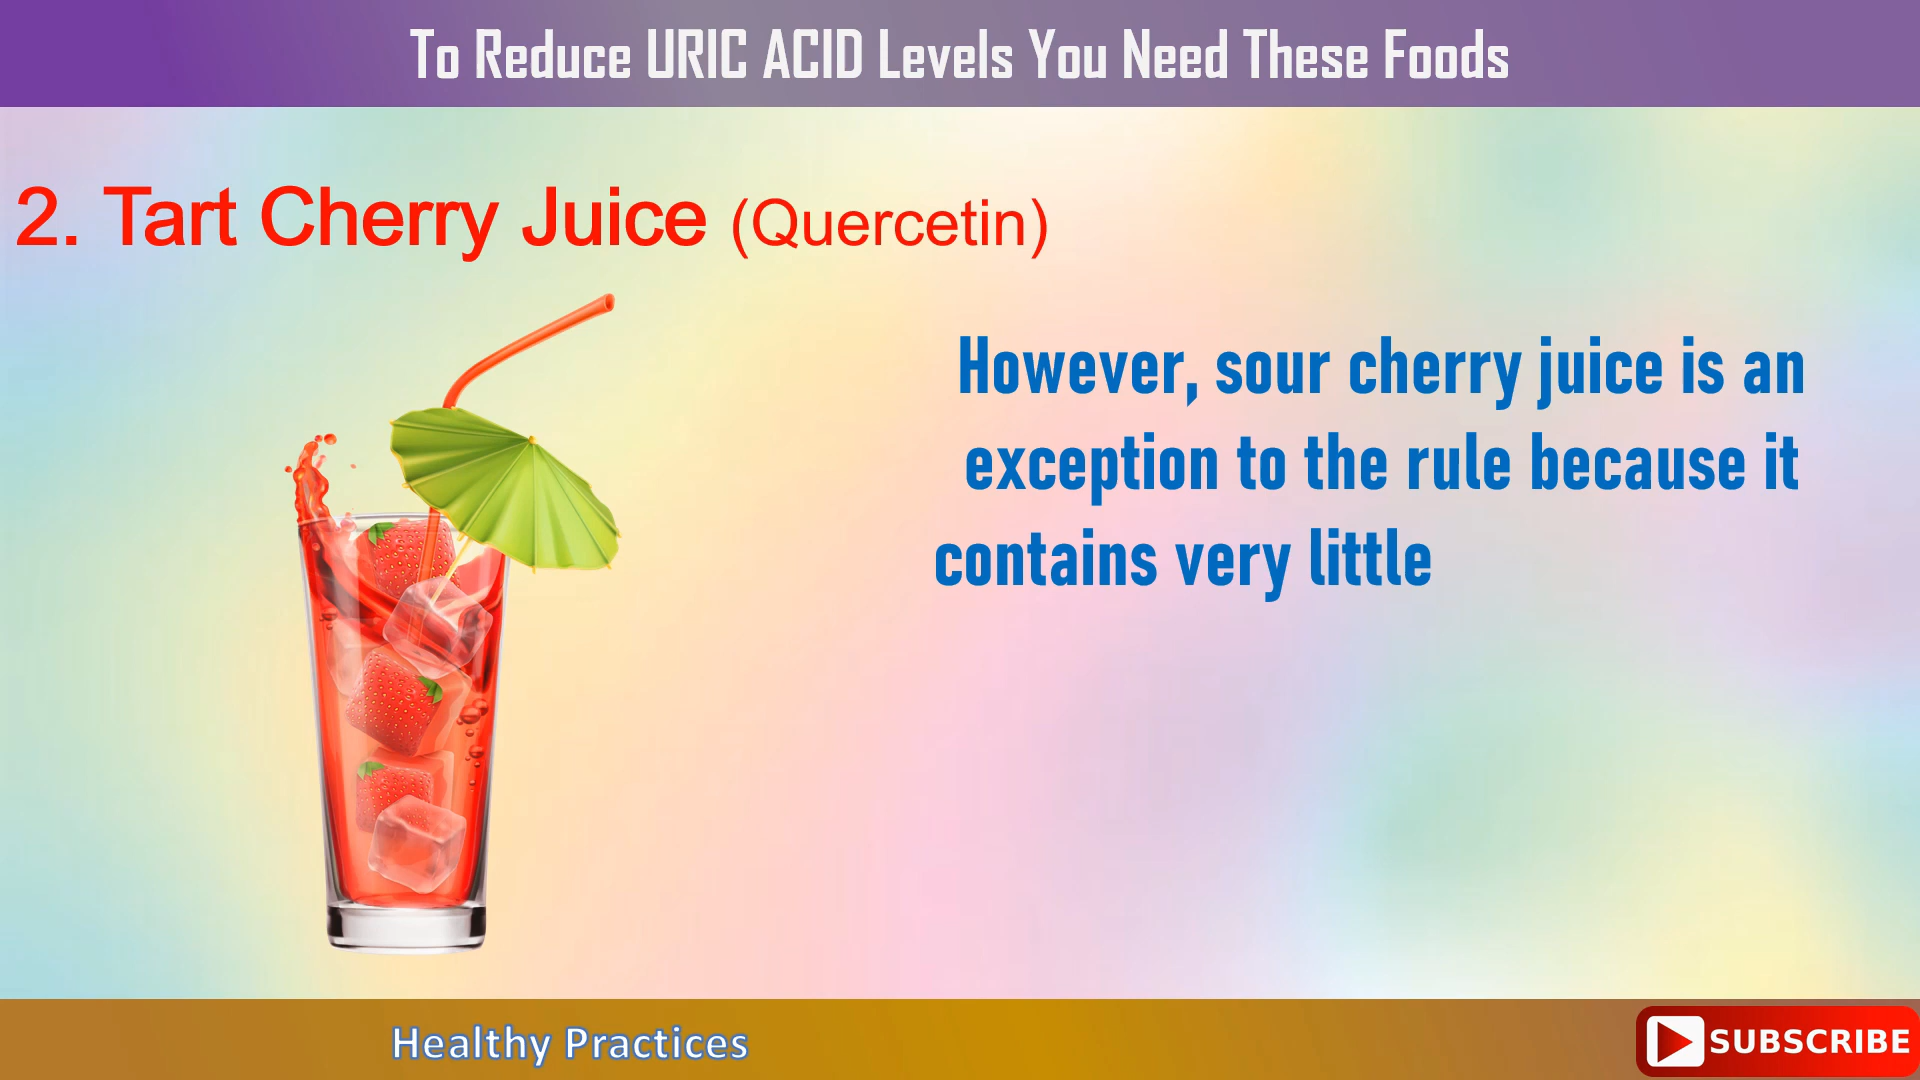 To Reduce URIC ACID Levels You Need These Foods
2. Tart Cherry Juice (Quercetin)
However, sour cherry juice is an
exception to the rule because it
contains very little
Healthy Practices
SUBSCRIBE